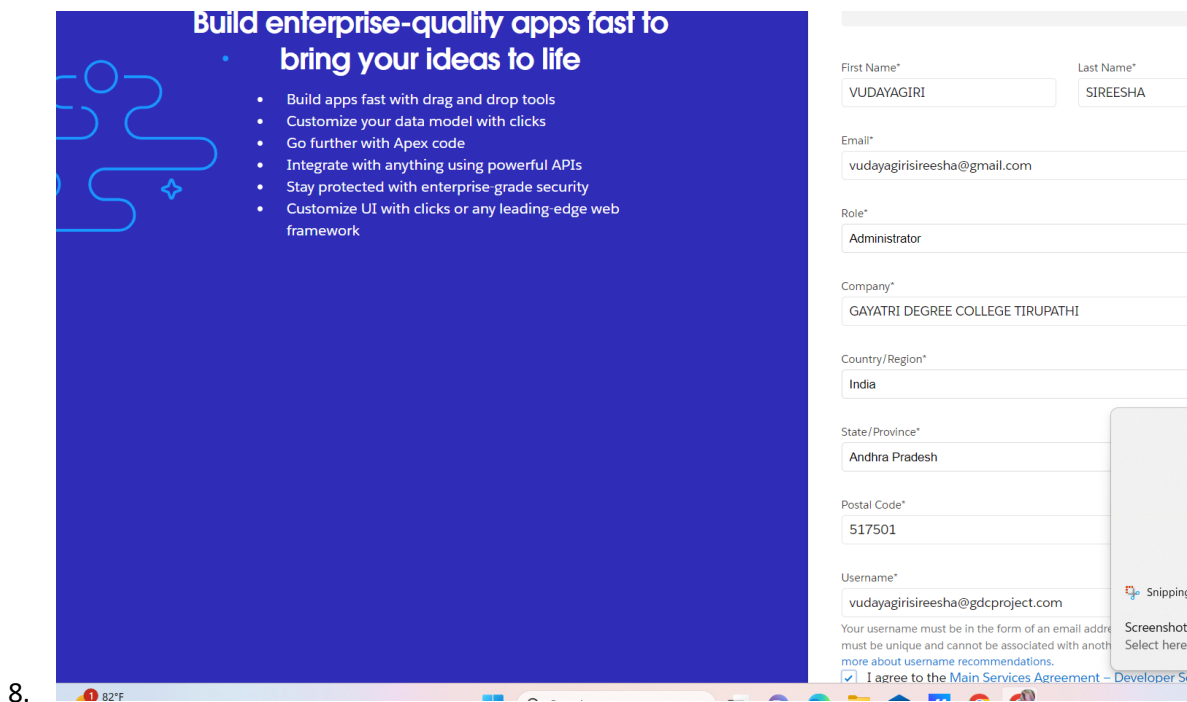 Build enterprise-quality apps fast to
bring your ideas to life
• Build apps fast with drag and drop tools
• Customize your data model with clicks
• Go further with Apex code
• Integrate with anything using powerful APIs
• Stay protected with enterprise-grade security
• Customize UI with clicks or any leading-edge web
framework
First Name* Last Name*
VUDAYAGIRI SIREESHA
Email*
vudayagirisireesha@gmail.com
Role*
Administrator
Company*
GAYATRI DEGREE COLLEGE TIRUPATHI
Country/Region*
India
State/Province*
Andhra Pradesh
Postal Code*
517501
Username*
vudayagirisireesha@gdcproject.com
Your username must be in the form of an email addre
must be unique and cannot be associated with anoth
more about username recommendations.
I agree to the Main Services Agreement – Developer S
Snipping
Screenshot
Select here
8.
1 82°F